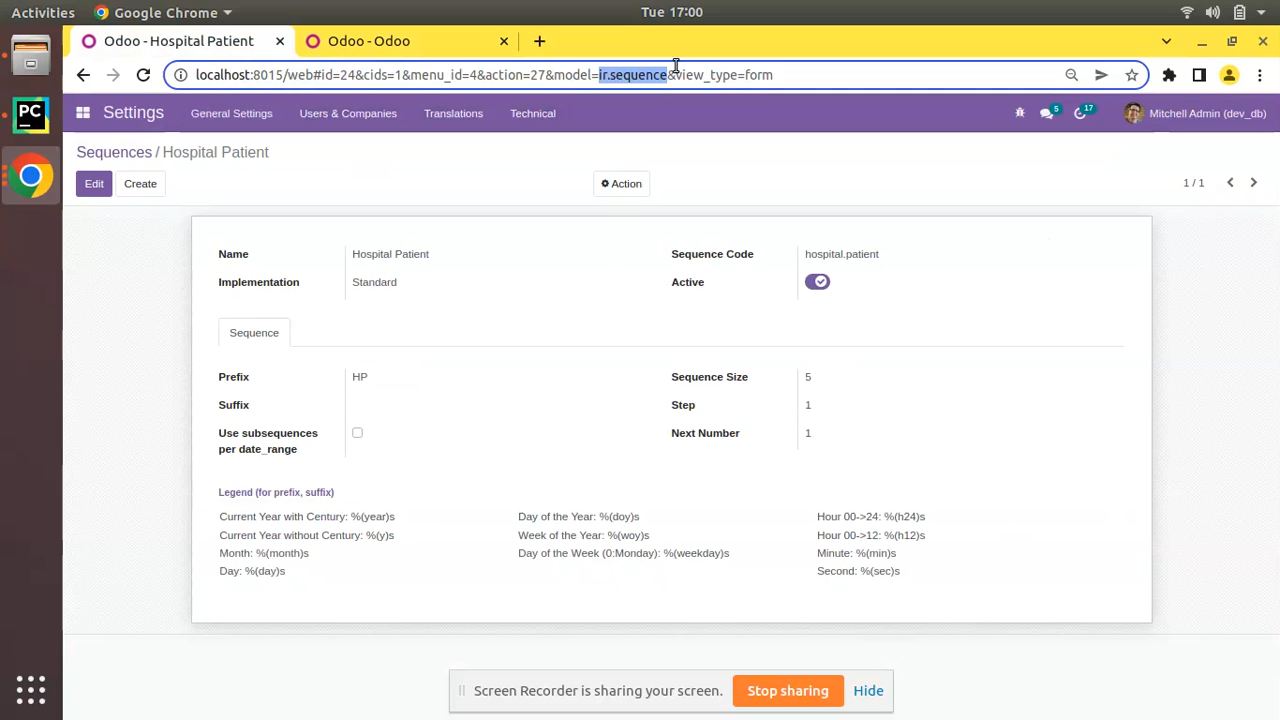 Activities Google Chrome Tue 17:00
Odoo - Hospital Patient Odoo - Odoo
localhost:8015/web#id=24&cids=1&menu_id=4&action=27&model=ir.sequence&view_type=form
Settings General Settings Users & Companies Translations Technical 5 17 Mitchell Admin (dev_db)
PC
Sequences / Hospital Patient
Edit Create Action 1 / 1
Name Hospital Patient Sequence Code hospital.patient
Implementation Standard Active
Sequence
Prefix HP Sequence Size 5
Suffix Step 1
Use subsequences Next Number 1
per date_range
Legend (for prefix, suffix)
Current Year with Century: %(year)s Day of the Year: %(doy)s Hour 00->24: %(h24)s
Current Year without Century: %(y)s Week of the Year: %(woy)s Hour 00->12: %(h12)s
Month: %(month)s Day of the Week (0:Monday): %(weekday)s Minute: %(min)s
Day: %(day)s Second: %(sec)s
Screen Recorder is sharing your screen. Stop sharing Hide